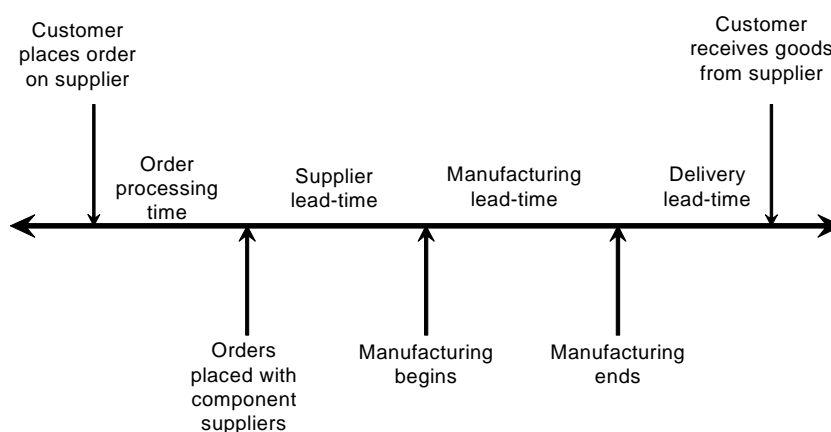 Customer
places order
on supplier
Customer
receives goods
from supplier
Order
processing
time
Supplier
lead-time
Manufacturing
lead-time
Delivery
lead-time
Orders
placed with
component
suppliers
Manufacturing
begins
Manufacturing
ends